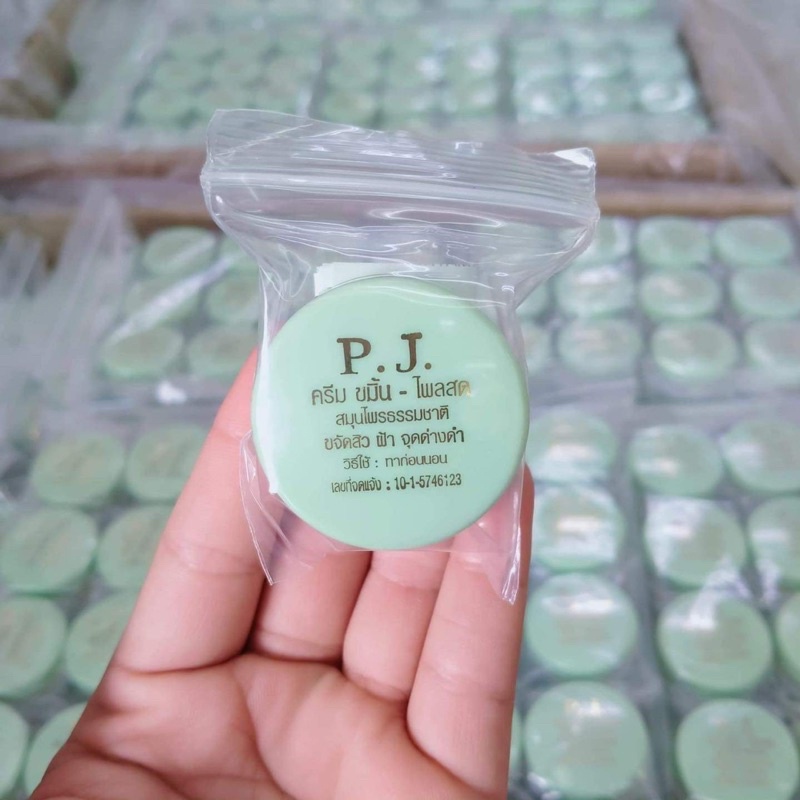 P.J.
ครีม ขมิ้น - ไพลสด
สมุนไพรธรรมชาติ
ขจัดสิว ฟ้า จุดด่างดำ
วิธีใช้ : ทาก่อนนอน
เลขที่จดแจ้ง : 10-1-5746123